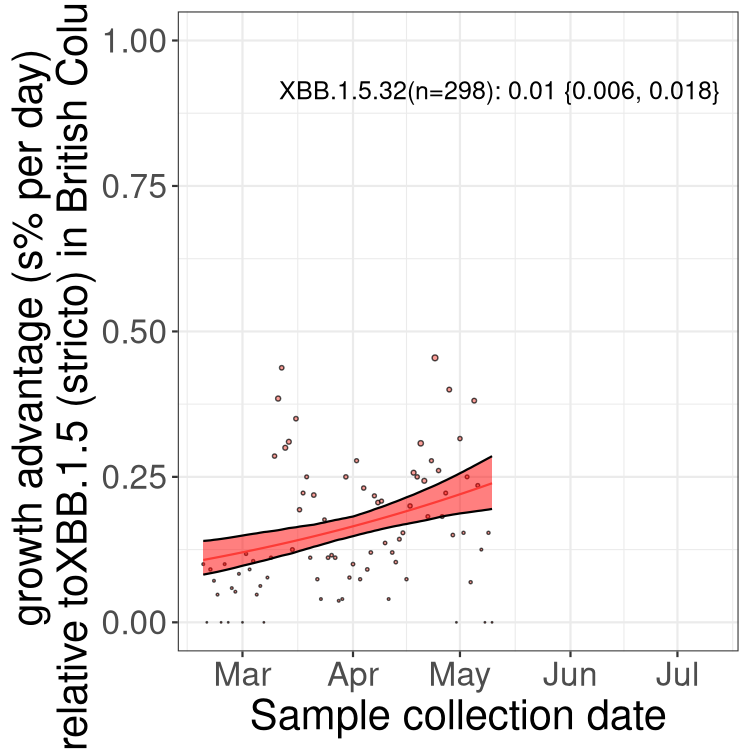 growth advantage (s% per day)
relative toXBB.1.5 (stricto) in British Colu
1.00
0.75
0.50
0.25
0.00
XBB.1.5.32(n=298): 0.01 {0.006, 0.018}
Mar Apr May Jun Jul
Sample collection date